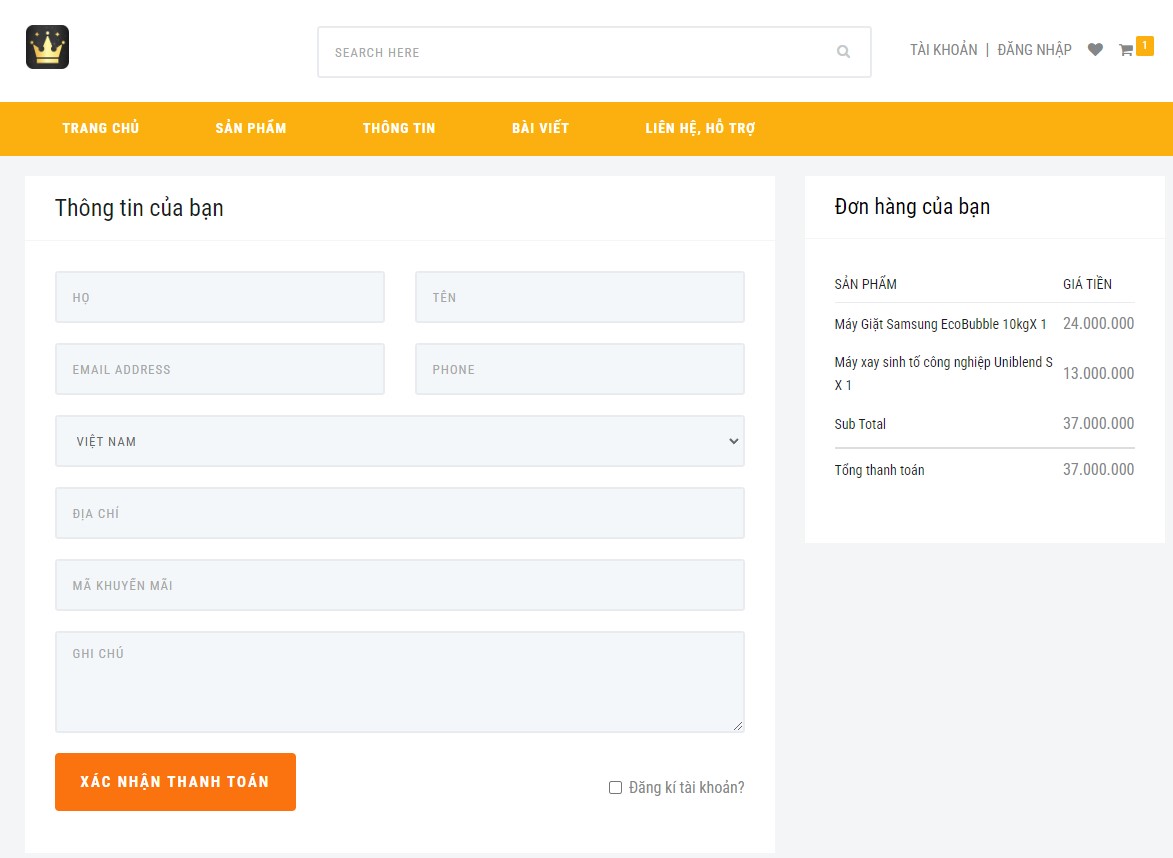 SEARCH HERE
TÀI KHOẢN | ĐĂNG NHẬP
1
TRANG CHỦ
SẢN PHẨM
THÔNG TIN
BÀI VIẾT
LIÊN HỆ, HỖ TRỢ
Thông tin của bạn
HỌ
TÊN
EMAIL ADDRESS
PHONE
VIỆT NAM
ĐỊA CHỈ
MÃ KHUYẾN MÃI
GHI CHÚ
XÁC NHẬN THANH TOÁN
Đăng kí tài khoản?
Đơn hàng của bạn
SẢN PHẨM GIÁ TIỀN
Máy Giặt Samsung EcoBubble 10kgX 1 24.000.000
Máy xay sinh tố công nghiệp Uniblend S
X 1
13.000.000
Sub Total 37.000.000
Tổng thanh toán 37.000.000